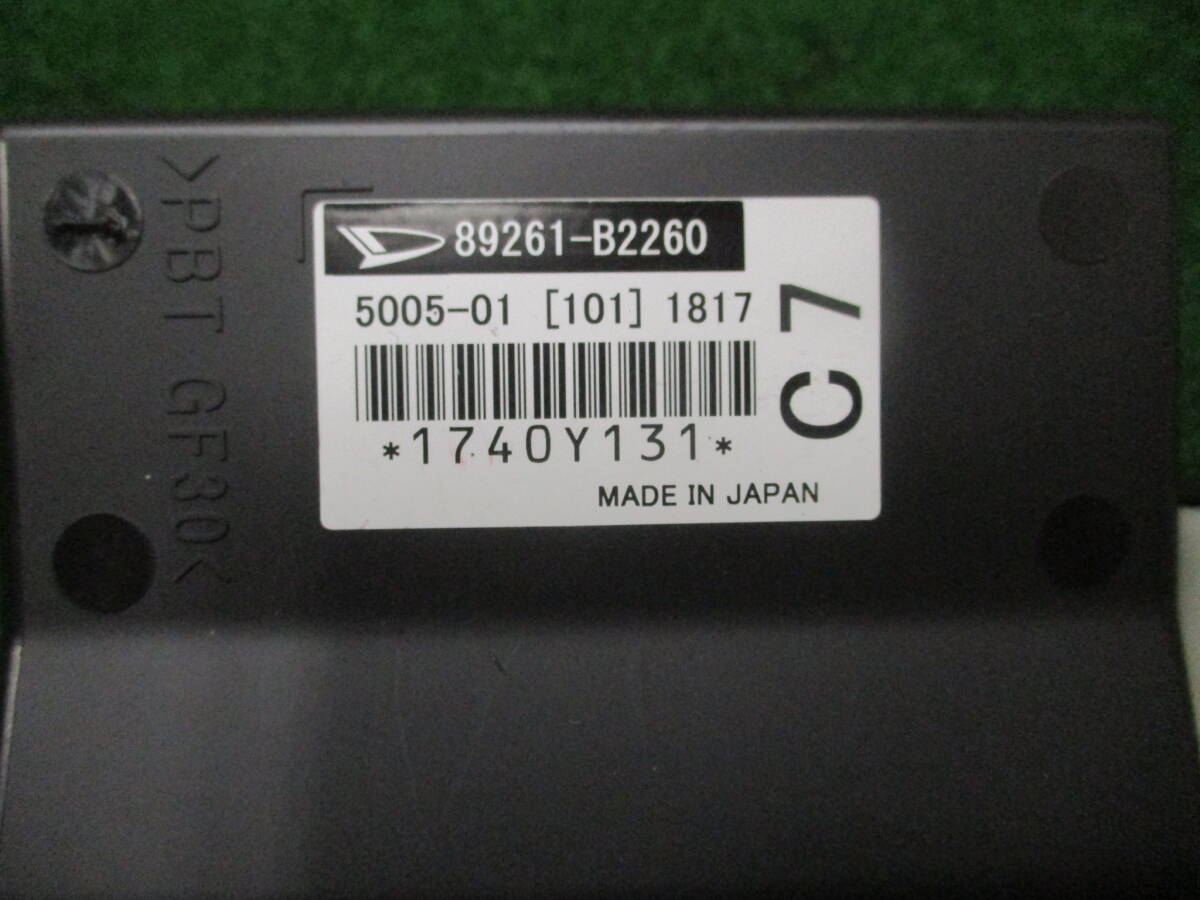 >PBT GF30<
89261-B2260
5005-01 [101] 1817
C7
*1740Y131*
MADE IN JAPAN